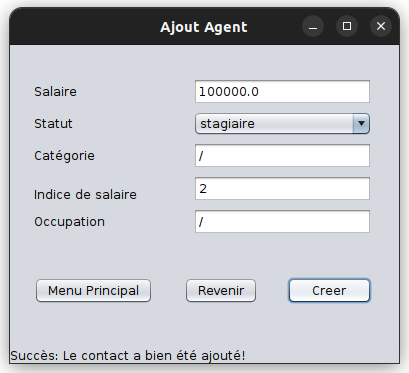 Ajout Agent
Salaire 100000.0
Statut stagiaire
Catégorie /
Indice de salaire 2
Occupation /
Menu Principal Revenir Creer
Succès: Le contact a bien été ajouté!